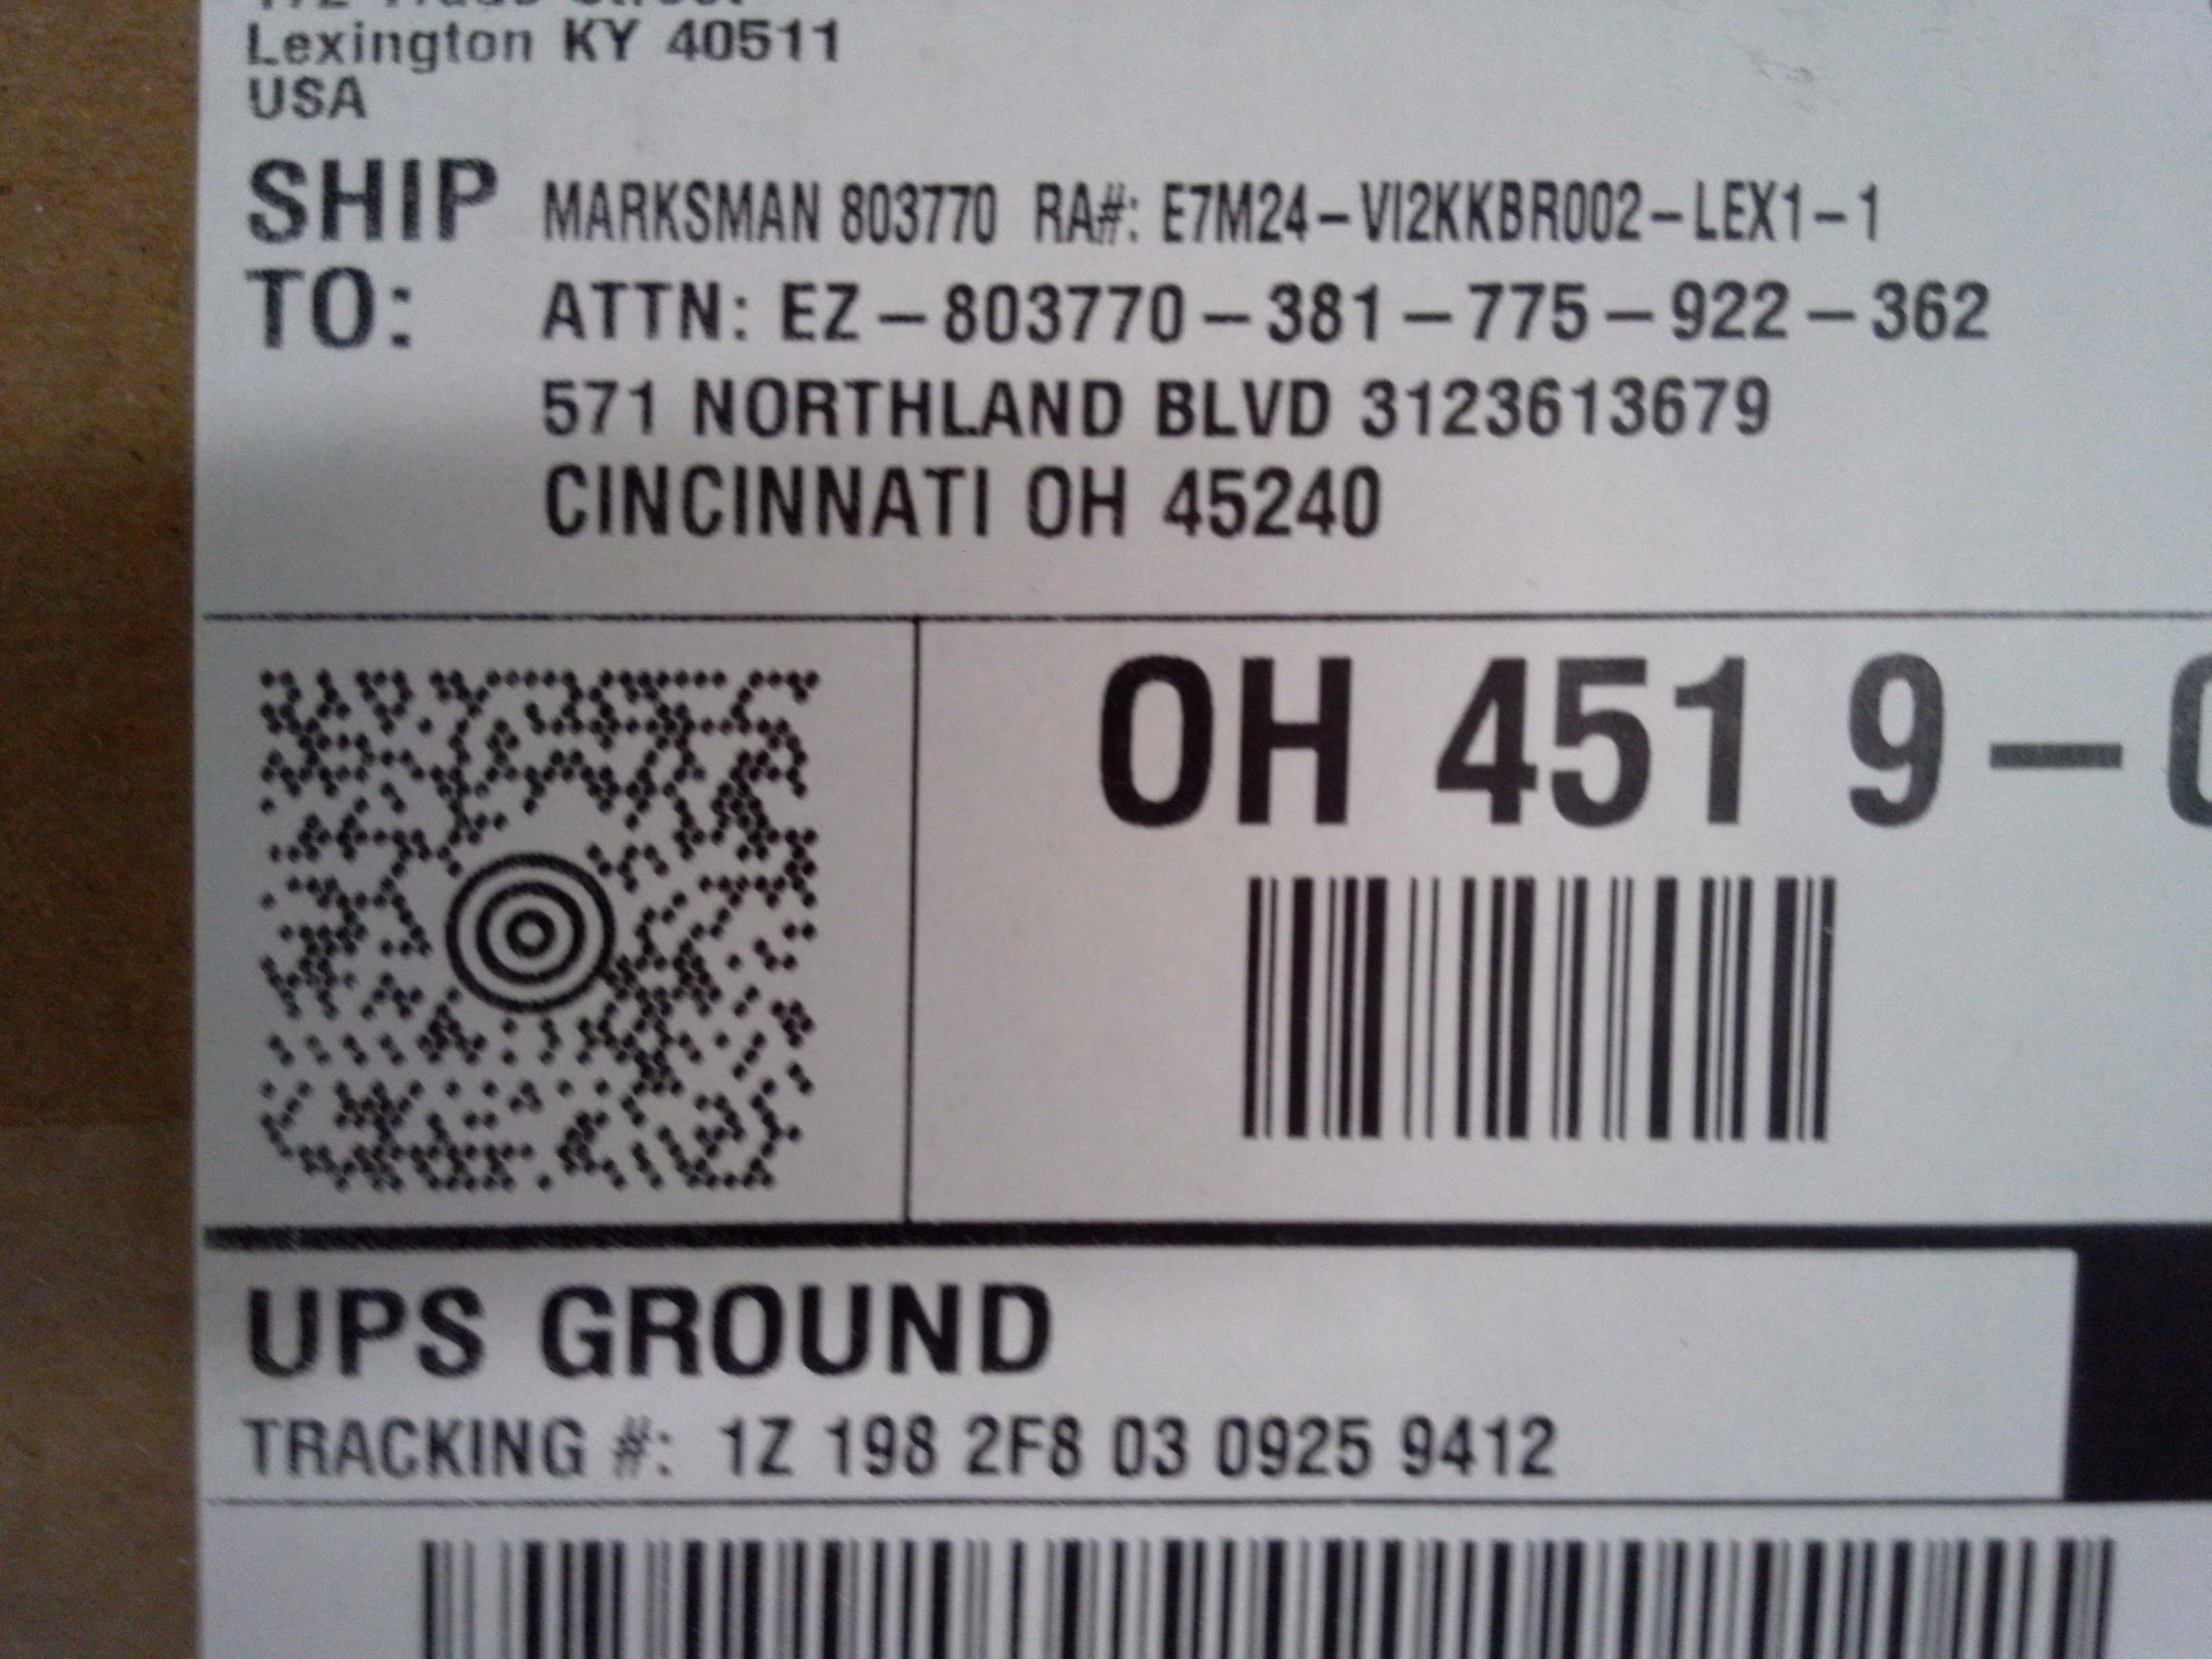 Lexington KY 40511
USA
SHIP TO:
MARKSMAN 803770 RA#: E7M24-VI2KKBR002-LEX1-1
ATTN: EZ-803770-381-775-922-362
571 NORTHLAND BLVD 3123613679
CINCINNATI OH 45240
OH 451 9-
UPS GROUND
TRACKING #: 1Z 198 2F8 03 0925 9412